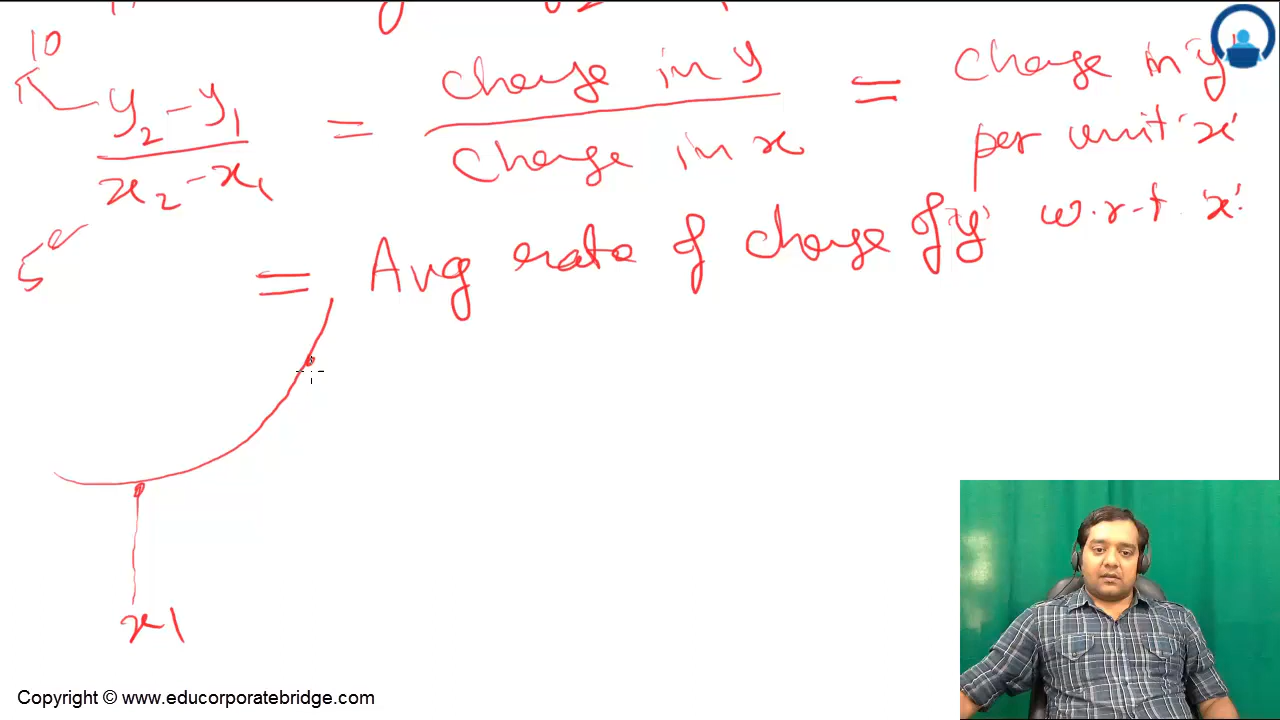 10
y2 - y1 / x2 - x1 = change in y / change in x = change in 'y' per unit 'x'
5
= Avg rate of change of 'y' w.r.t. 'x'.
x1
Copyright © www.educorporatebridge.com